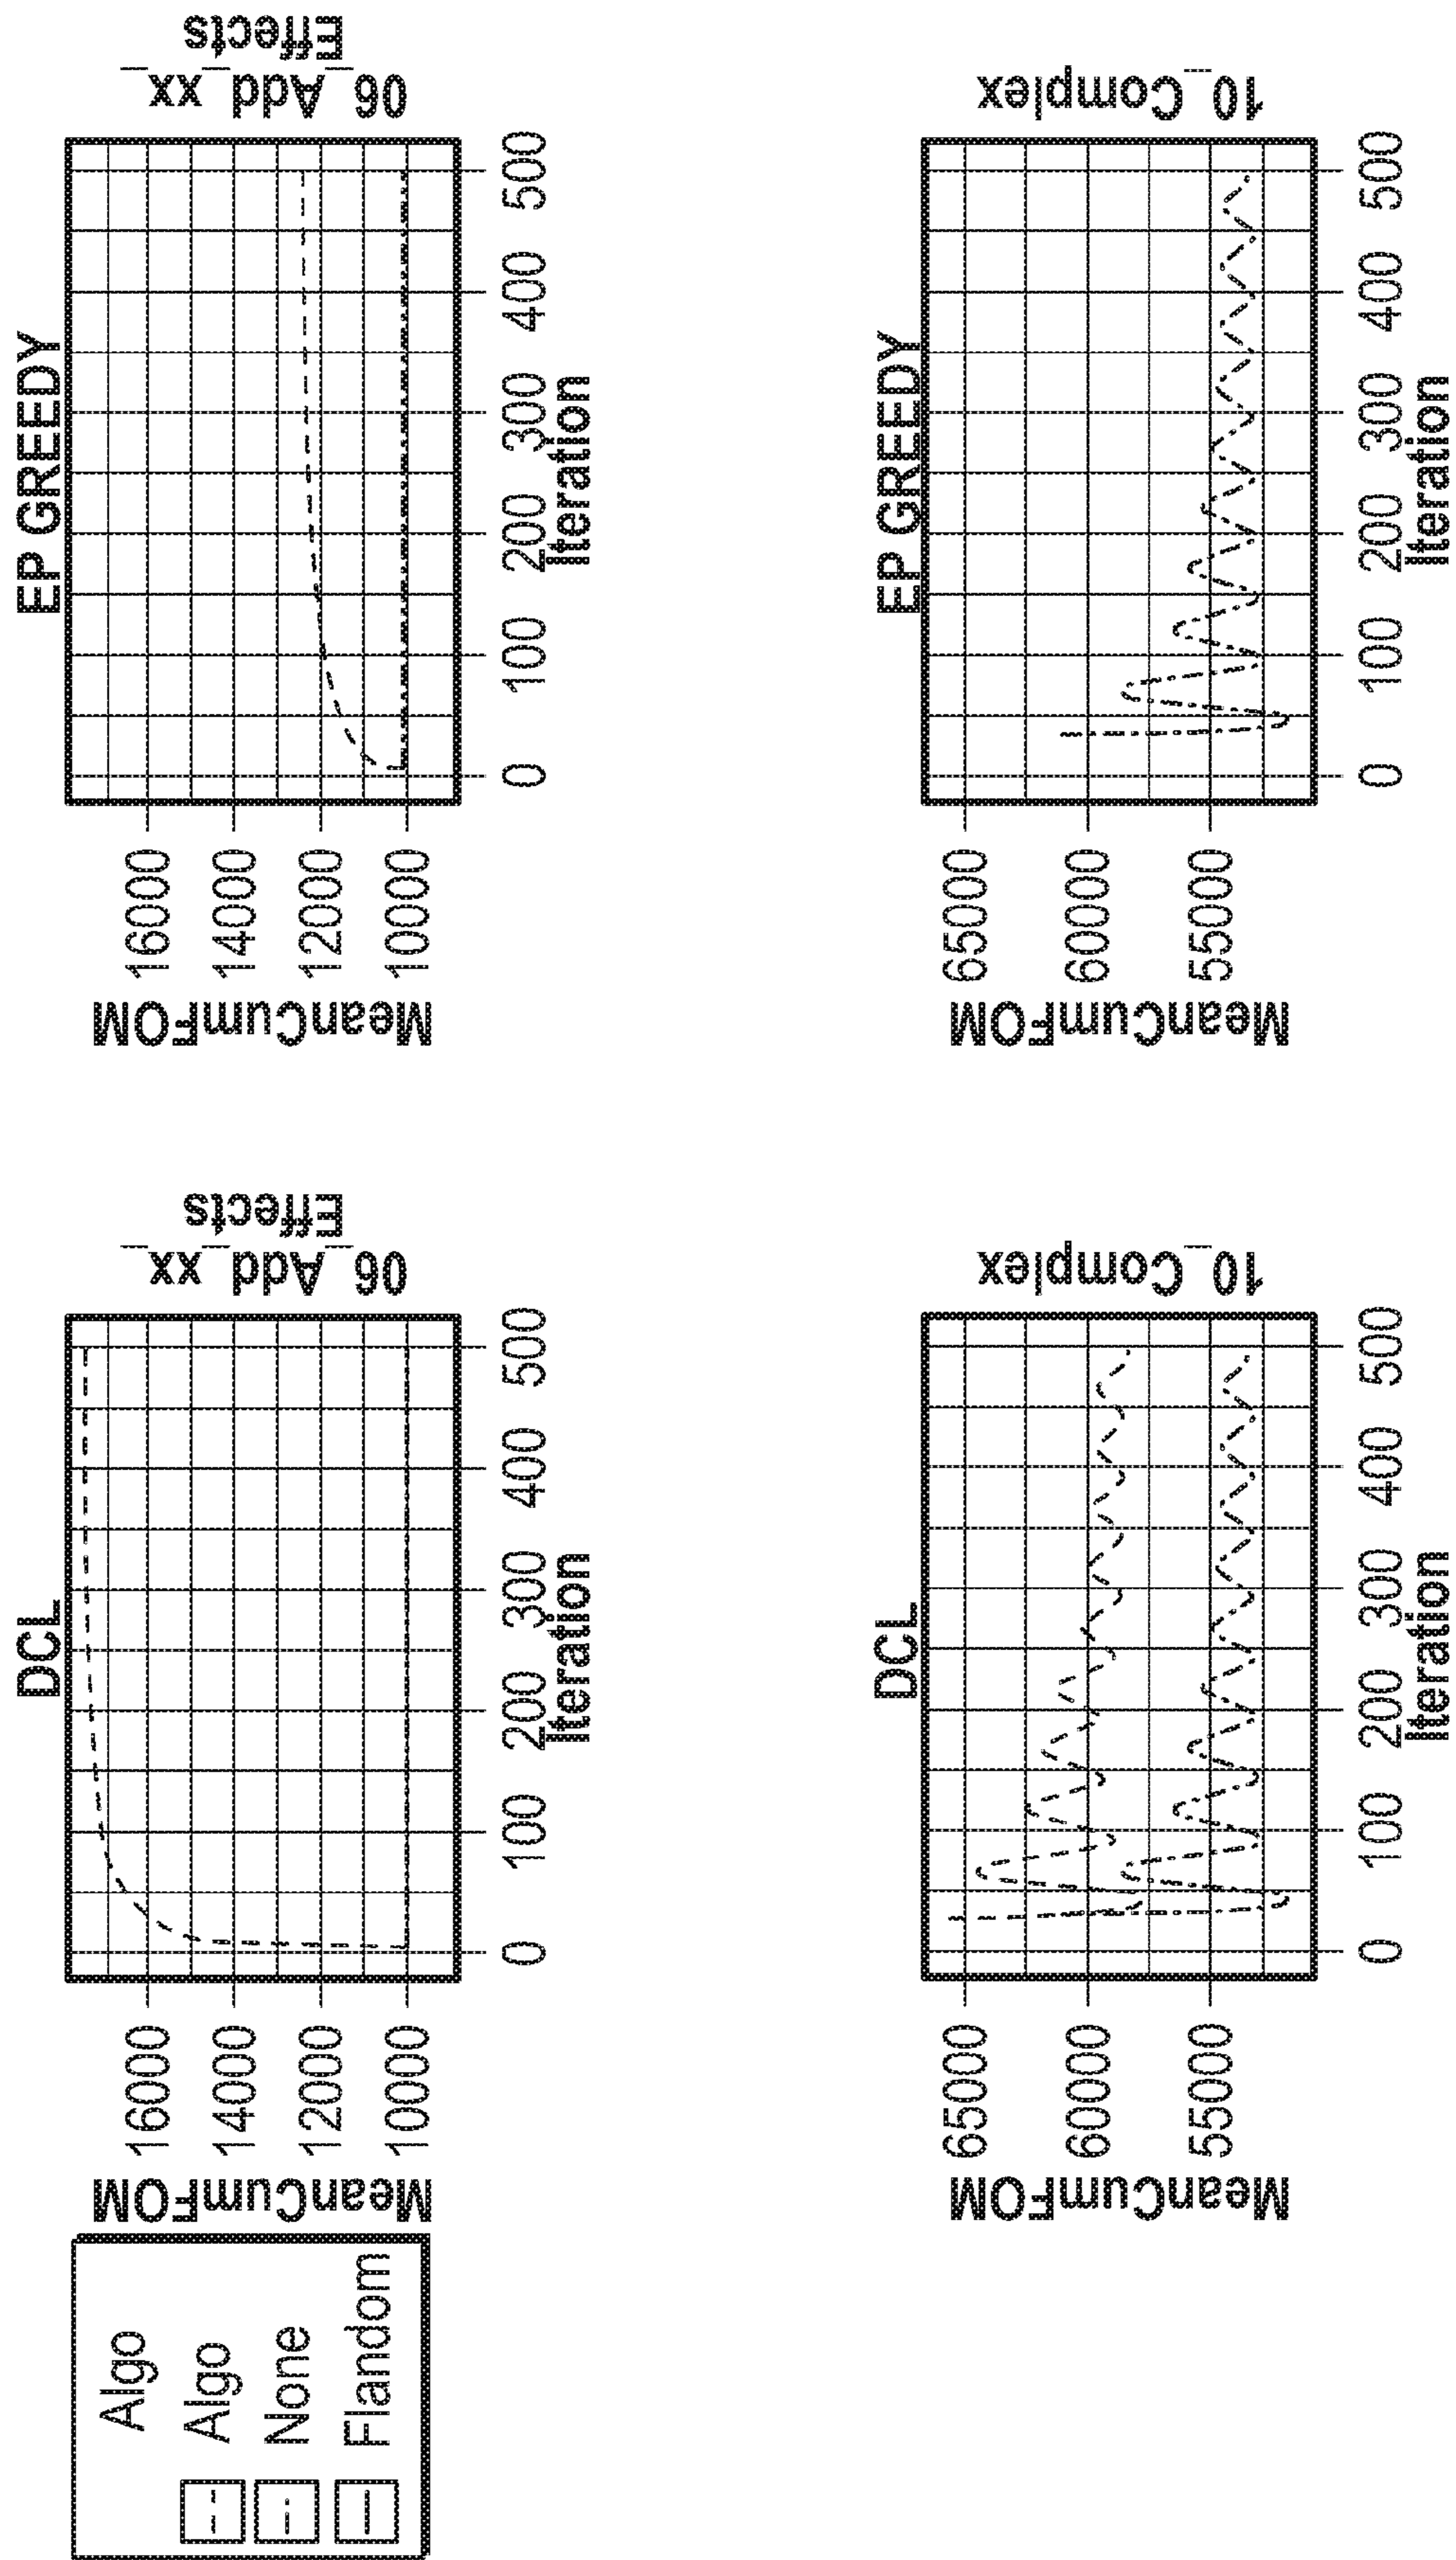 Algo
Algo
None
Flandom
DCL
MeanCumFOM
16000
14000
12000
10000
0
100
200
300
400
500
Iteration
06_Add_xx_
Effects
EP GREEDY
MeanCumFOM
16000
14000
12000
10000
0
100
200
300
400
500
Iteration
06_Add_xx_
Effects
DCL
MeanCumFOM
65000
60000
55000
0
100
200
300
400
500
Iteration
10_Complex
EP GREEDY
MeanCumFOM
65000
60000
55000
0
100
200
300
400
500
Iteration
10_Complex